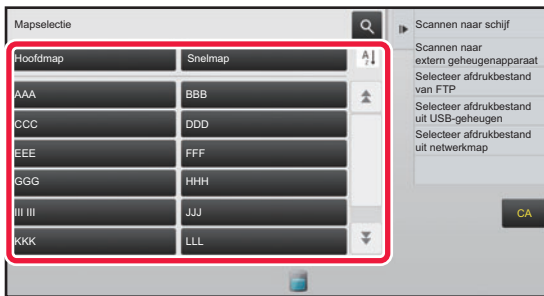 Mapselectie
Hoofdmap Snelmap
AAA BBB
CCC DDD
EEE FFF
GGG HHH
III III JJJ
KKK LLL
Scannen naar schijf
Scannen naar
extern geheugenapparaat
Selecteer afdrukbestand
van FTP
Selecteer afdrukbestand
uit USB-geheugen
Selecteer afdrukbestand
uit netwerkmap
CA